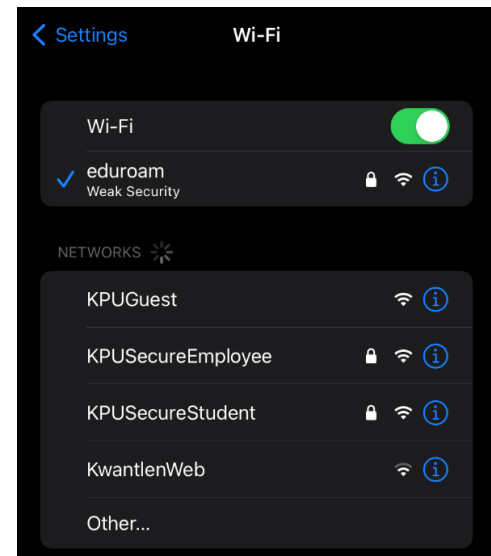 Settings
Wi-Fi
Wi-Fi
eduroam
Weak Security
NETWORKS
KPUGuest
KPUSecureEmployee
KPUSecureStudent
KwantlenWeb
Other...